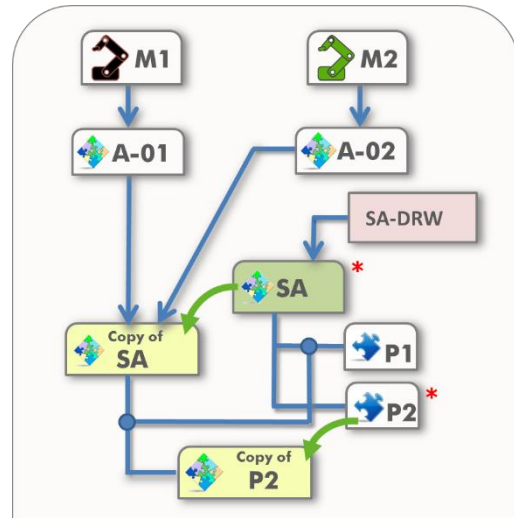 M1
M2
A-01
A-02
SA-DRW
SA
*
Copy of
SA
P1
P2
*
Copy of
P2